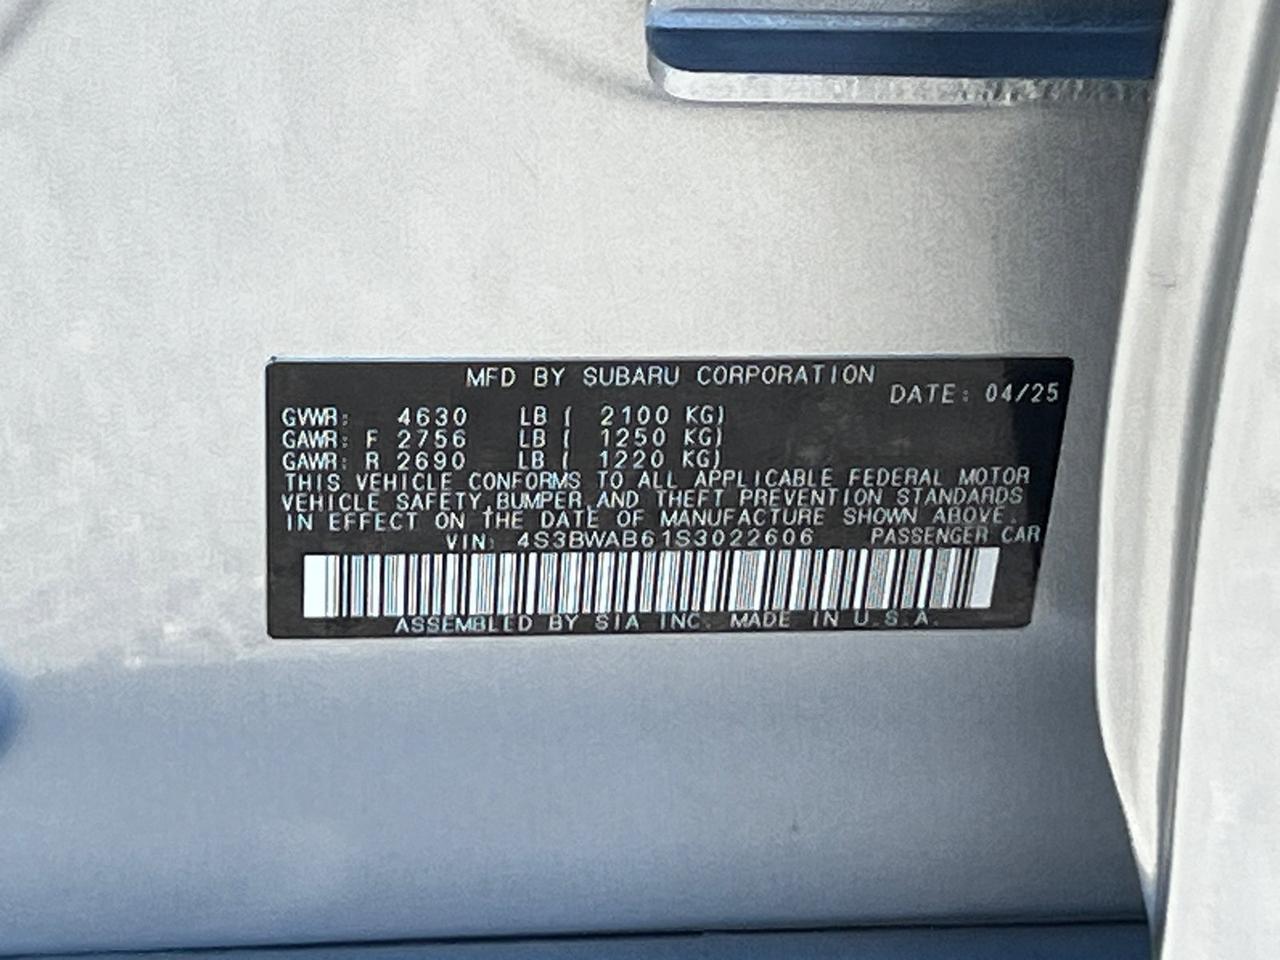 MFD BY SUBARU CORPORATION
DATE: 04/25
GVWR: 4630 LB ( 2100 KG)
GAWR: F 2756 LB ( 1250 KG)
GAWR: R 2690 LB ( 1220 KG)
THIS VEHICLE CONFORMS TO ALL APPLICABLE FEDERAL MOTOR
VEHICLE SAFETY,BUMPER,AND THEFT PREVENTION STANDARDS
IN EFFECT ON THE DATE OF MANUFACTURE SHOWN ABOVE.
VIN: 4S3BWAB61S3022606 PASSENGER CAR
ASSEMBLED BY SIA INC. MADE IN U.S.A.